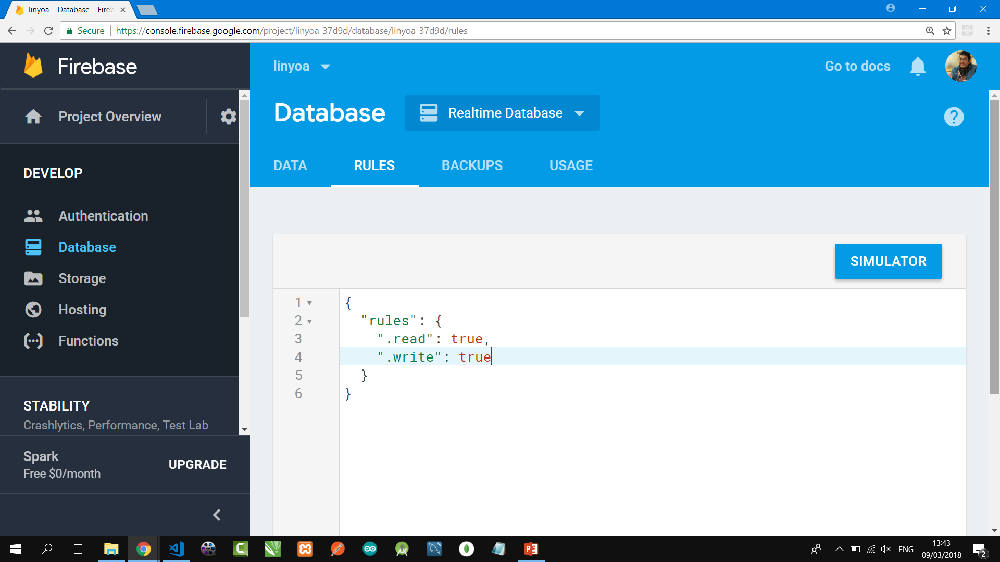 linyoa – Database – Fireb
Secure
https://console.firebase.google.com/project/linyoa-37d9d/database/linyoa-37d9d/rules
Firebase
linyoa
Go to docs
Project Overview
Database
Realtime Database
DATA
RULES
BACKUPS
USAGE
DEVELOP
Authentication
Database
Storage
Hosting
Functions
SIMULATOR
1 {
2 "rules": {
3 ".read": true,
4 ".write": true
5 }
6 }
STABILITY
Crashlytics, Performance, Test Lab
Spark
Free $0/month
UPGRADE
ENG
13:43
09/03/2018
2